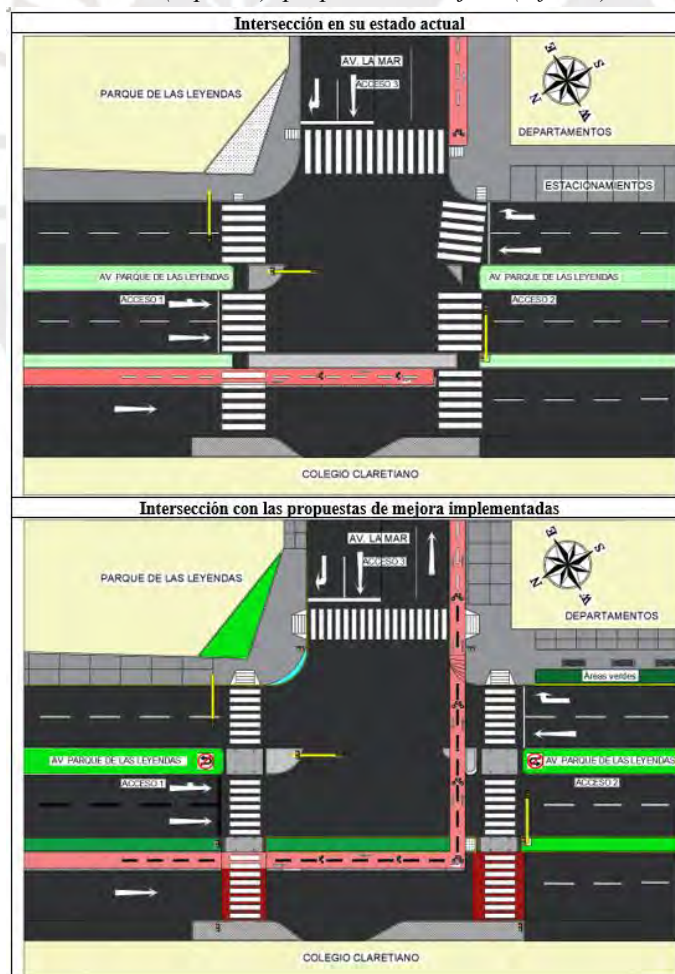 Intersección en su estado actual
AV. LA MAR
ACCESO 3
PARQUE DE LAS LEYENDAS
E
S
N
W
DEPARTAMENTOS
ESTACIONAMIENTOS
AV. PARQUE DE LAS LEYENDAS
AV. PARQUE DE LAS LEYENDAS
ACCESO 1
ACCESO 2
COLEGIO CLARETIANO
Intersección con las propuestas de mejora implementadas
AV. LA MAR
ACCESO 3
PARQUE DE LAS LEYENDAS
E
S
N
W
DEPARTAMENTOS
Áreas verdes
AV. PARQUE DE LAS LEYENDAS
AV. PARQUE DE LAS LEYENDAS
ACCESO 1
ACCESO 2
COLEGIO CLARETIANO